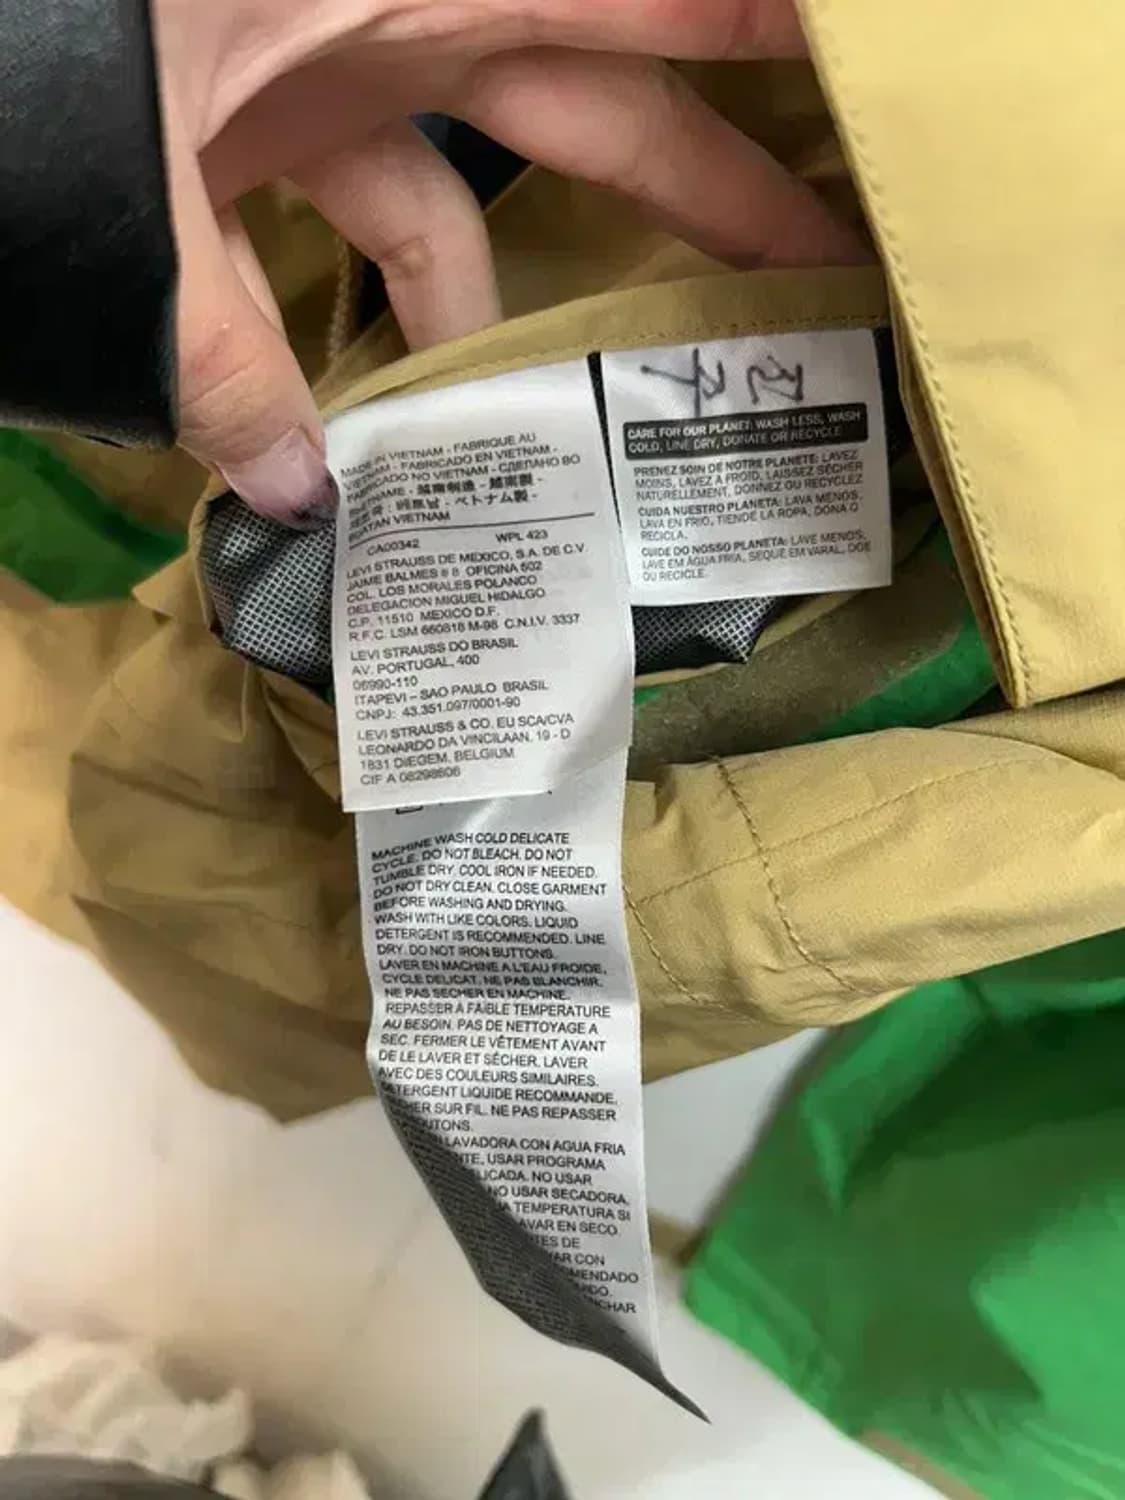 MADE IN VIETNAM - FABRIQUE AU
VIETNAM - FABRICADO EN VIETNAM -
FABRICADO NO VIETNAM - СДЕЛАНО ВО
ВЬЕТНАМЕ - 越南制造 - 越南製 -
베트남 - ベトナム製 -
BUATAN VIETNAM
CA00342 WPL 423
LEVI STRAUSS DE MEXICO, S.A. DE C.V
JAIME BALMES # 8 OFICINA 602
COL. LOS MORALES POLANCO
DELEGACION MIGUEL HIDALGO
C.P. 11510 MEXICO D.F.
R.F.C. LSM 660818 M-98 C.N.I.V. 3337
LEVI STRAUSS DO BRASIL
AV. PORTUGAL, 400
06990-110
ITAPEVI – SAO PAULO BRASIL
CNPJ: 43.351.097/0001-90
LEVI STRAUSS & CO. EU SCA/CVA
LEONARDO DA VINCILAAN, 19 - D
1831 DIEGEM, BELGIUM
CIF A 08298606
CARE FOR OUR PLANET: WASH LESS, WASH
COLD, LINE DRY, DONATE OR RECYCLE
PRENEZ SOIN DE NOTRE PLANETE: LAVEZ
MOINS, LAVEZ A FROID, LAISSEZ SÉCHER
NATURELLEMENT, DONNEZ OU RECYCLEZ
CUIDA NUESTRO PLANETA: LAVA MENOS,
LAVA EN FRIO, TIENDE LA ROPA, DONA O
RECICLA.
CUIDE DO NOSSO PLANETA: LAVE MENOS,
LAVE EM ÁGUA FRIA, SEQUE EM VARAL, DOE
OU RECICLE.
MACHINE WASH COLD DELICATE
CYCLE. DO NOT BLEACH. DO NOT
TUMBLE DRY. COOL IRON IF NEEDED.
DO NOT DRY CLEAN. CLOSE GARMENT
BEFORE WASHING AND DRYING.
WASH WITH LIKE COLORS. LIQUID
DETERGENT IS RECOMMENDED. LINE
DRY. DO NOT IRON BUTTONS.
LAVER EN MACHINE A L'EAU FROIDE,
CYCLE DELICAT. NE PAS BLANCHIR.
NE PAS SECHER EN MACHINE.
REPASSER A FAIBLE TEMPERATURE
AU BESOIN. PAS DE NETTOYAGE A
SEC. FERMER LE VÊTEMENT AVANT
DE LE LAVER ET SÉCHER. LAVER
AVEC DES COULEURS SIMILAIRES.
DETERGENT LIQUIDE RECOMMANDE.
SUR FIL. NE PAS REPASSER
LAVADORA CON AGUA FRIA
USAR PROGRAMA
NO USAR
NO USAR SECADORA.
TEMPERATURA SI
EN SECO
DE
CON